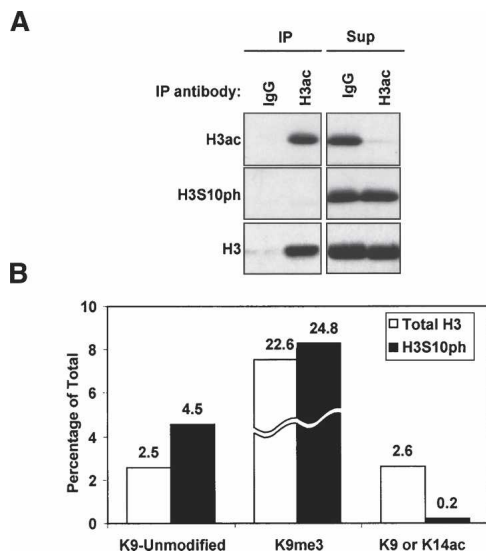 A
IP Sup
IP antibody: IgG H3ac IgG H3ac
H3ac
H3S10ph
H3
B
Percentage of Total
10
8
6
4
2
0
2.5 4.5 22.6 24.8 2.6 0.2
Total H3
H3S10ph
K9-Unmodified K9me3 K9 or K14ac